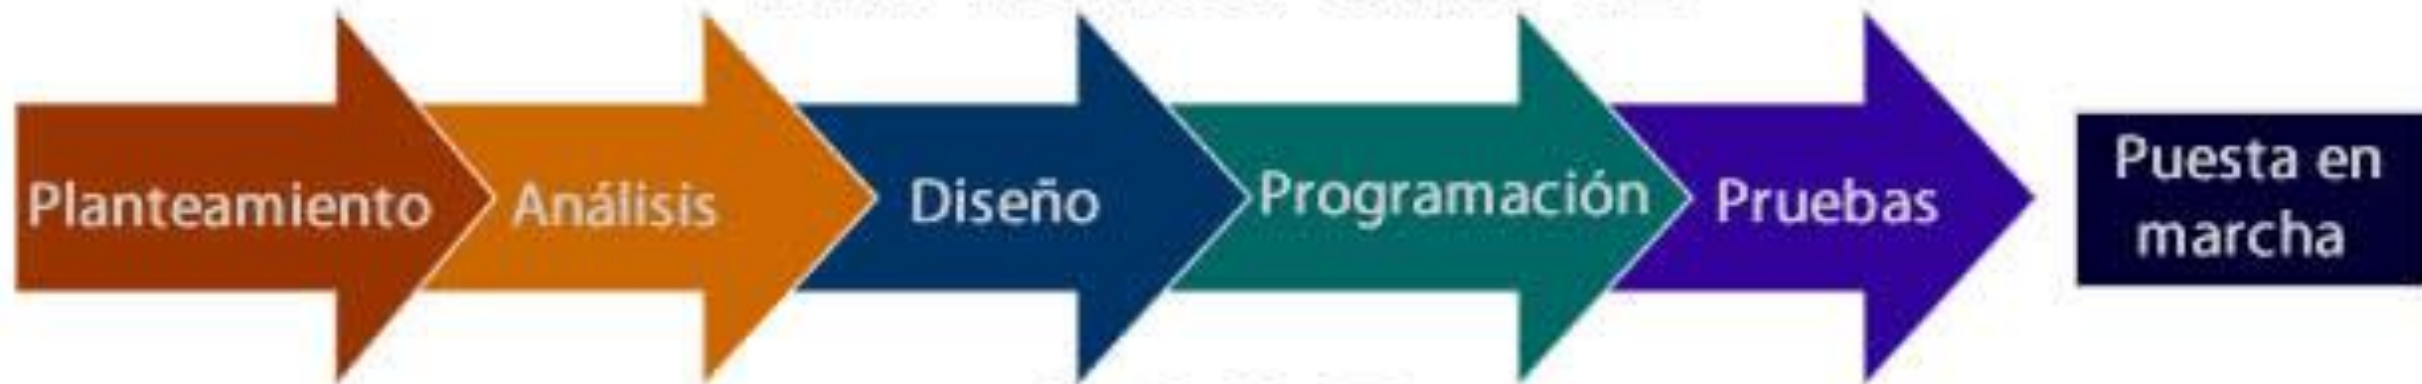 Planteamiento
Análisis
Diseño
Programación
Pruebas
Puesta en
marcha